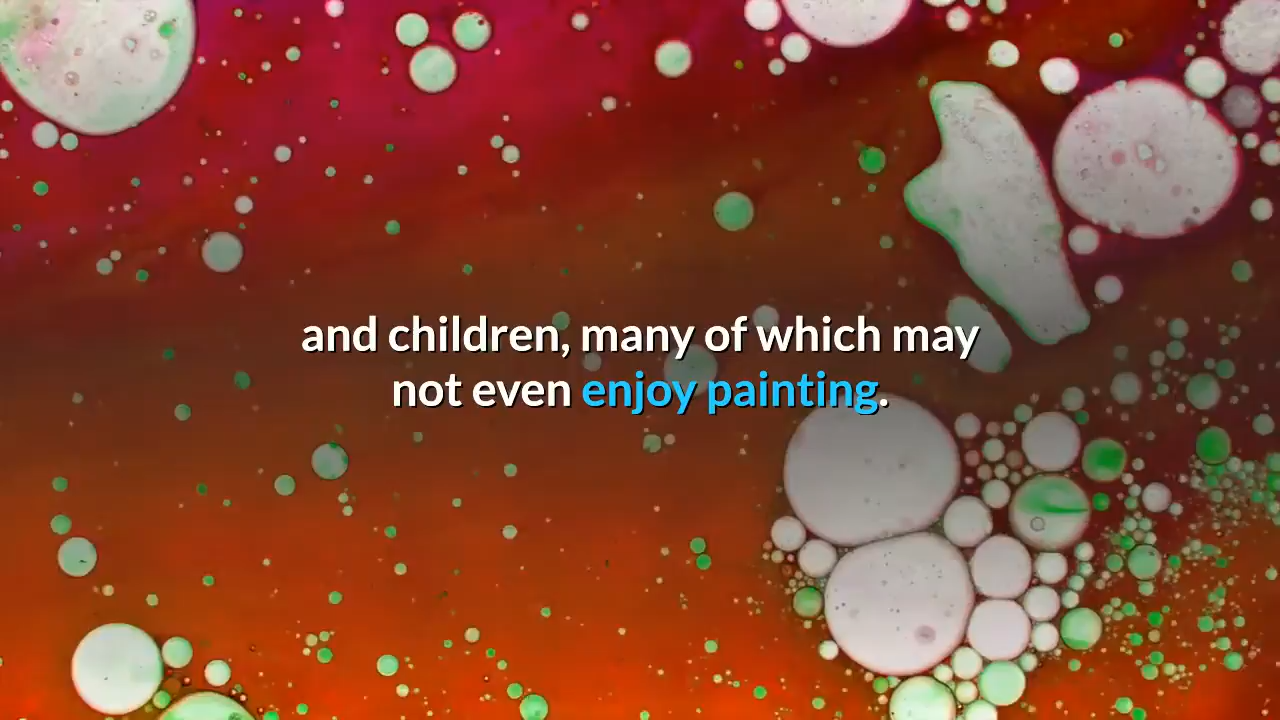 and children, many of which may
not even enjoy painting.